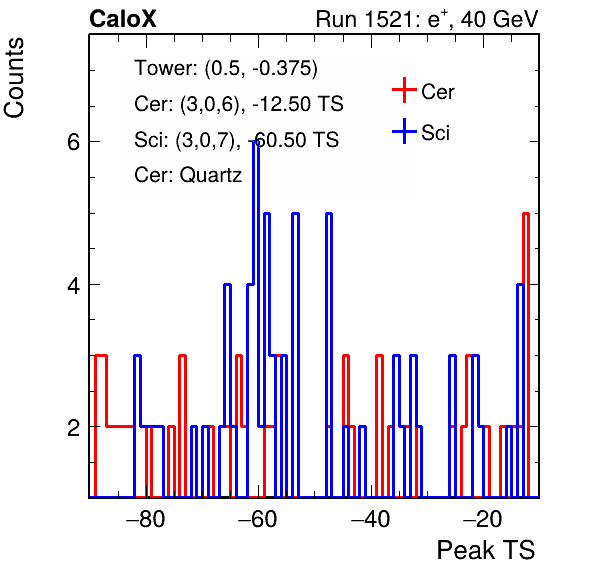 CaloX Run 1521: e⁺, 40 GeV
Counts
Tower: (0.5, -0.375)
Cer: (3,0,6), -12.50 TS
Sci: (3,0,7), -60.50 TS
Cer: Quartz
Cer
Sci
6
4
2
−80 −60 −40 −20
Peak TS